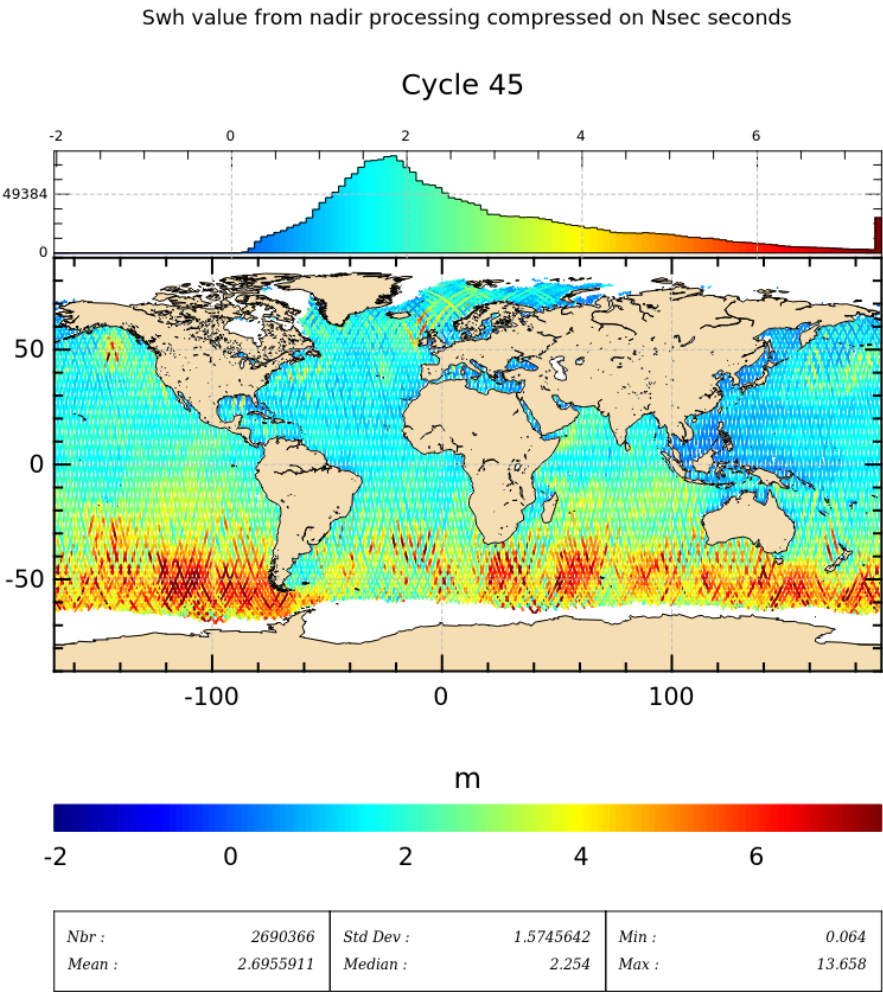 Swh value from nadir processing compressed on Nsec seconds
Cycle 45
-2 0 2 4 6
49384
0
50
0
-50
-100 0 100
m
-2 0 2 4 6
Nbr : 2690366 Std Dev : 1.5745642 Min : 0.064
Mean : 2.6955911 Median : 2.254 Max : 13.658